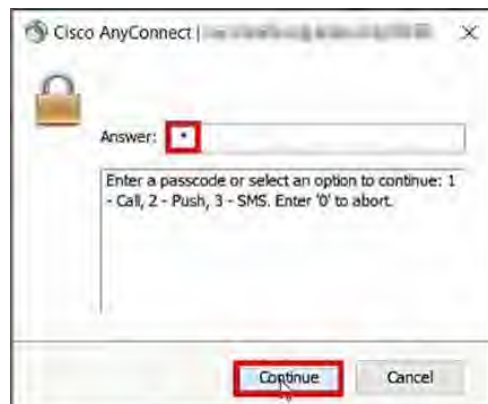 Cisco AnyConnect |
Answer: *
Enter a passcode or select an option to continue: 1
- Call, 2 - Push, 3 - SMS. Enter '0' to abort.
Continue
Cancel